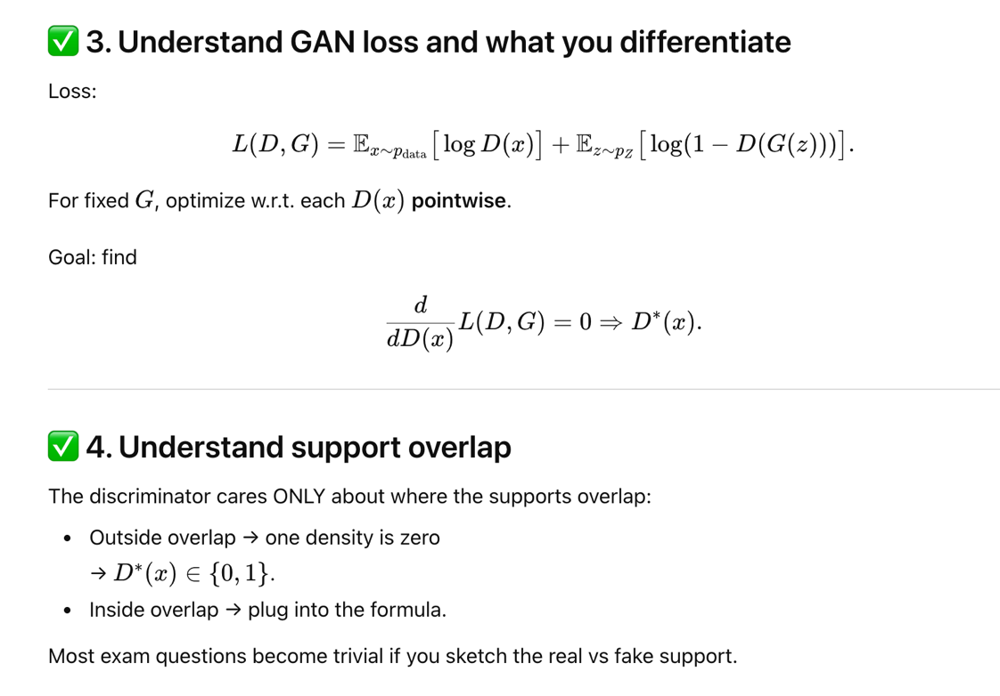 ✅ 3. Understand GAN loss and what you differentiate
Loss:
L(D, G) = 𝔼ₓ∼p_data [log D(x)] + 𝔼_z∼p_Z [log(1 − D(G(z)))].
For fixed G, optimize w.r.t. each D(x) pointwise.
Goal: find
d/dD(x) L(D, G) = 0 ⇒ D*(x).
✅ 4. Understand support overlap
The discriminator cares ONLY about where the supports overlap:
• Outside overlap → one density is zero
→ D*(x) ∈ {0, 1}.
• Inside overlap → plug into the formula.
Most exam questions become trivial if you sketch the real vs fake support.